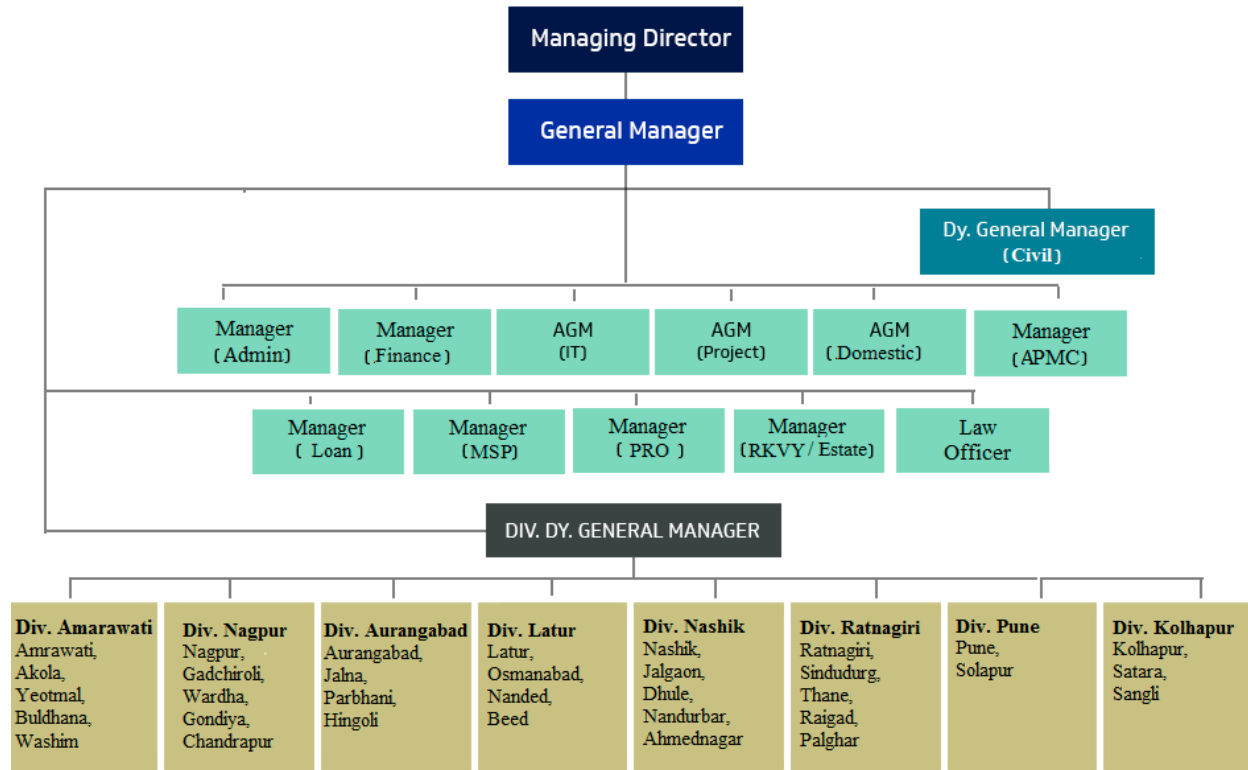 Managing Director
General Manager
Dy. General Manager
(Civil)
Manager
(Admin)
Manager
(.Finance)
AGM
(IT)
AGM
(Project)
AGM
(.Domestic)
Manager
(APMC)
Manager
( Loan)
Manager
(MSP)
Manager
( PRO )
Manager
(RKVY / Estate)
Law
Officer
DIV. DY. GENERAL MANAGER
Div. Amarawati
Amrawati,
Akola,
Yeotmal,
Buldhana,
Washim
Div. Nagpur
Nagpur,
Gadchiroli,
Wardha,
Gondiya,
Chandrapur
Div. Aurangabad
Aurangabad,
Jalna,
Parbhani,
Hingoli
Div. Latur
Latur,
Osmanabad,
Nanded,
Beed
Div. Nashik
Nashik,
Jalgaon,
Dhule,
Nandurbar,
Ahmednagar
Div. Ratnagiri
Ratnagiri,
Sindudurg,
Thane,
Raigad,
Palghar
Div. Pune
Pune,
Solapur
Div. Kolhapur
Kolhapur,
Satara,
Sangli